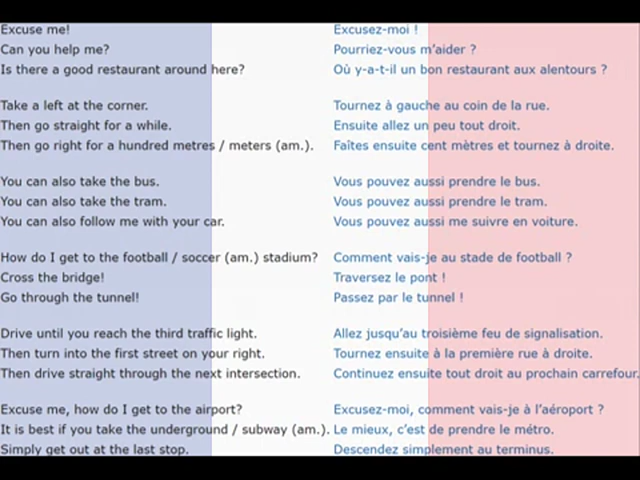 Excuse me! Excusez-moi !
Can you help me? Pourriez-vous m’aider ?
Is there a good restaurant around here? Où y-a-t-il un bon restaurant aux alentours ?
Take a left at the corner. Tournez à gauche au coin de la rue.
Then go straight for a while. Ensuite allez un peu tout droit.
Then go right for a hundred metres / meters (am.). Faîtes ensuite cent mètres et tournez à droite.
You can also take the bus. Vous pouvez aussi prendre le bus.
You can also take the tram. Vous pouvez aussi prendre le tram.
You can also follow me with your car. Vous pouvez aussi me suivre en voiture.
How do I get to the football / soccer (am.) stadium? Comment vais-je au stade de football ?
Cross the bridge! Traversez le pont !
Go through the tunnel! Passez par le tunnel !
Drive until you reach the third traffic light. Allez jusqu’au troisième feu de signalisation.
Then turn into the first street on your right. Tournez ensuite à la première rue à droite.
Then drive straight through the next intersection. Continuez ensuite tout droit au prochain carrefour.
Excuse me, how do I get to the airport? Excusez-moi, comment vais-je à l’aéroport ?
It is best if you take the underground / subway (am.). Le mieux, c’est de prendre le métro.
Simply get out at the last stop. Descendez simplement au terminus.